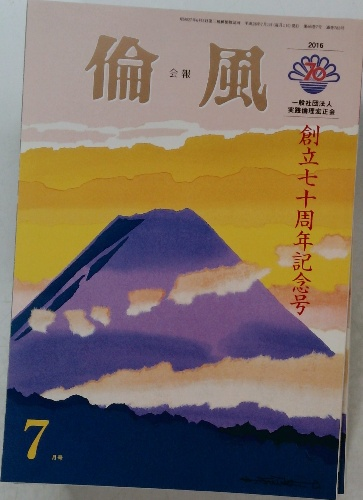 2016
倫風
会報
70
一般社団法人
実践倫理宏正会
創立七十周年記念号
7
月号